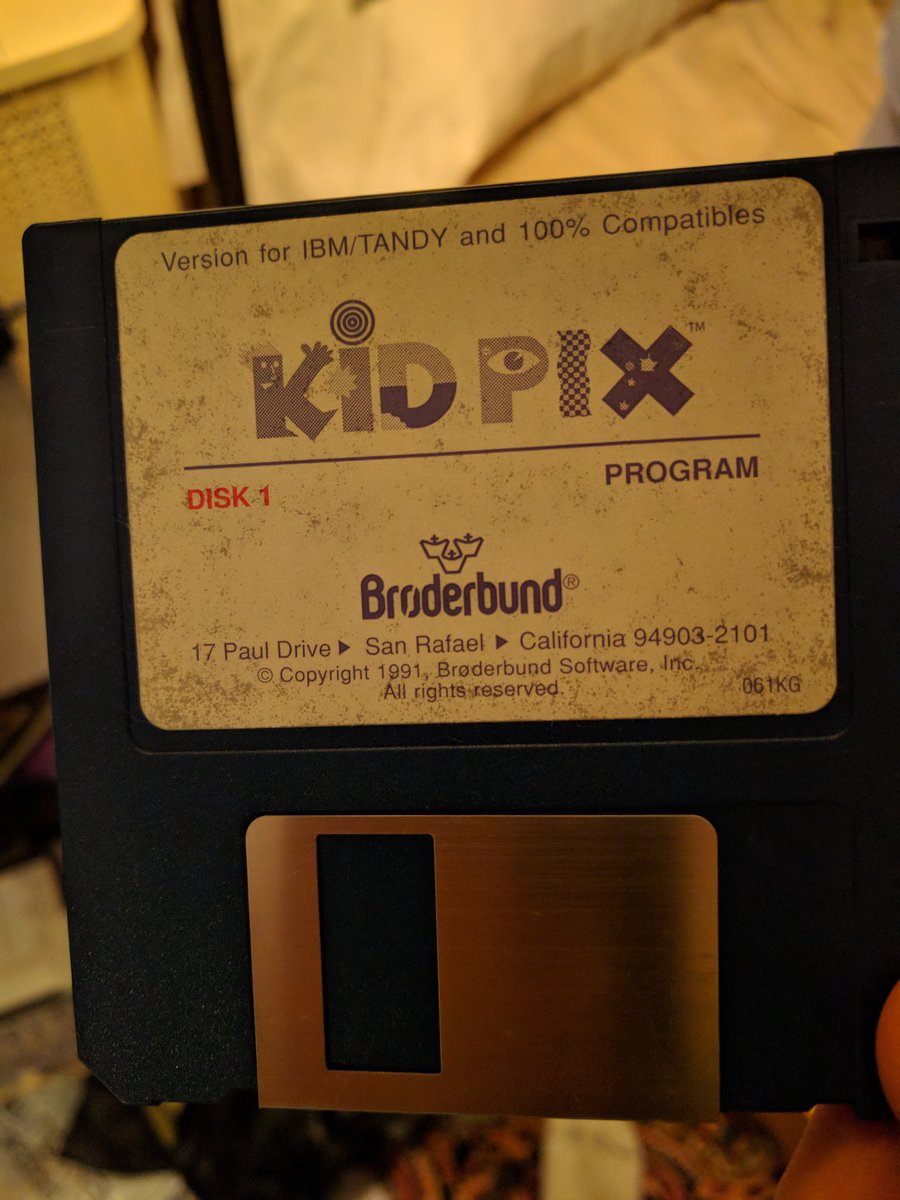 Version for IBM/TANDY and 100% Compatibles
KID PIX™
DISK 1
PROGRAM
Brøderbund®
17 Paul Drive ▶ San Rafael ▶ California 94903-2101
© Copyright 1991, Brøderbund Software, Inc.
All rights reserved.
061KG